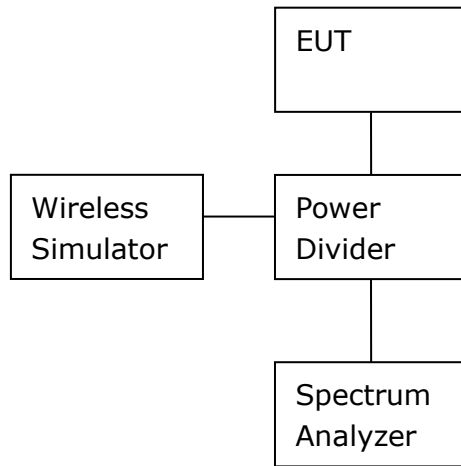 EUT
Wireless
Simulator
Power
Divider
Spectrum
Analyzer